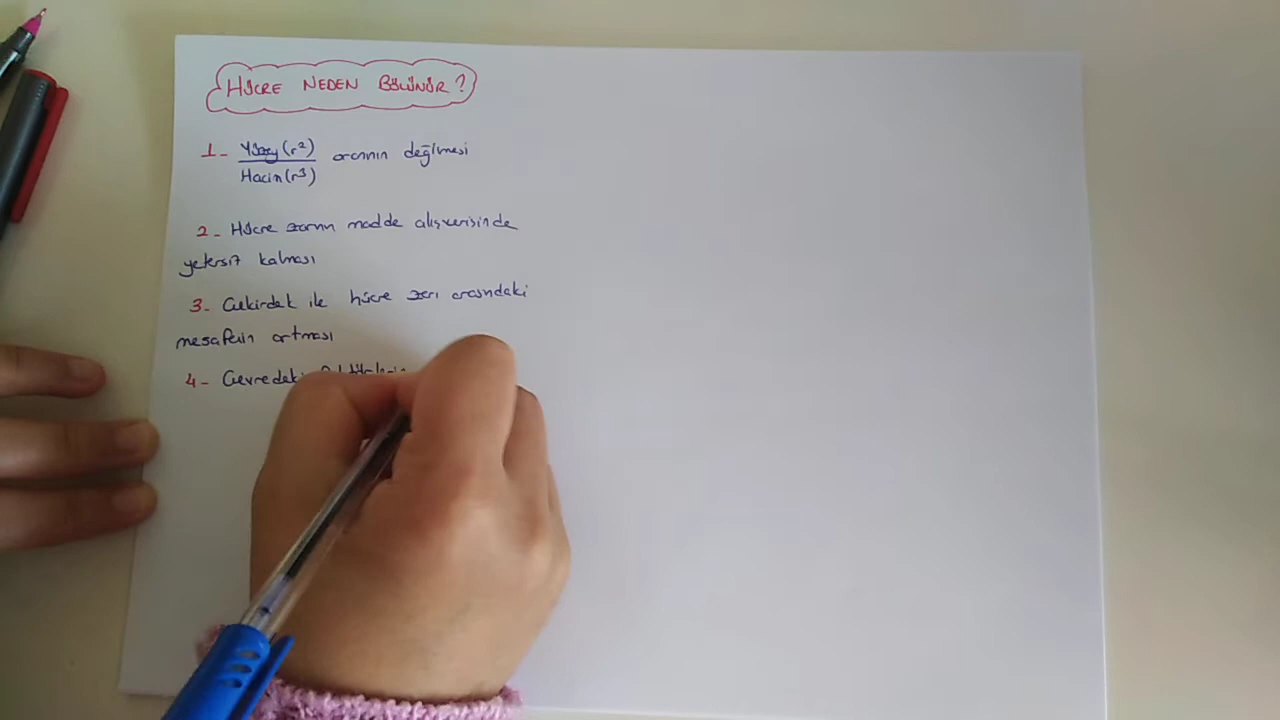 HÜCRE NEDEN BÖLÜNÜR?
1- Yüzey (r²)
Hacim (r³)
oranının değişmesi
2- Hücre zarının madde alışverişinde
yetersiz kalması
3- Çekirdek ile hücre zarı arasındaki
mesafenin artması
4- Çevredeki